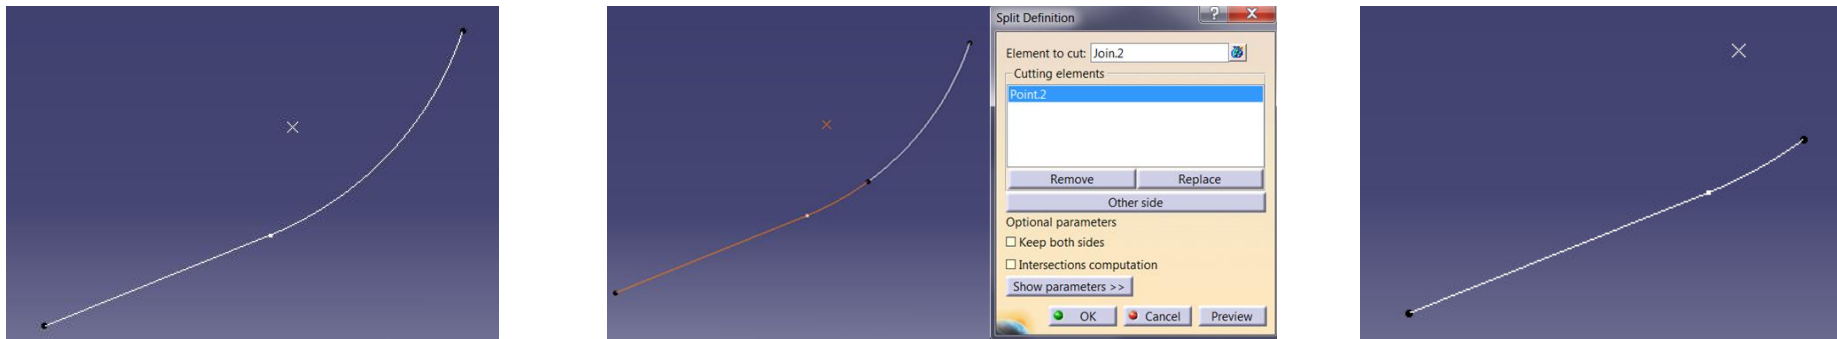 Split Definition
?
X
Element to cut: Join.2
Cutting elements
Point.2
Remove
Replace
Other side
Optional parameters
Keep both sides
Intersections computation
Show parameters >>
OK
Cancel
Preview